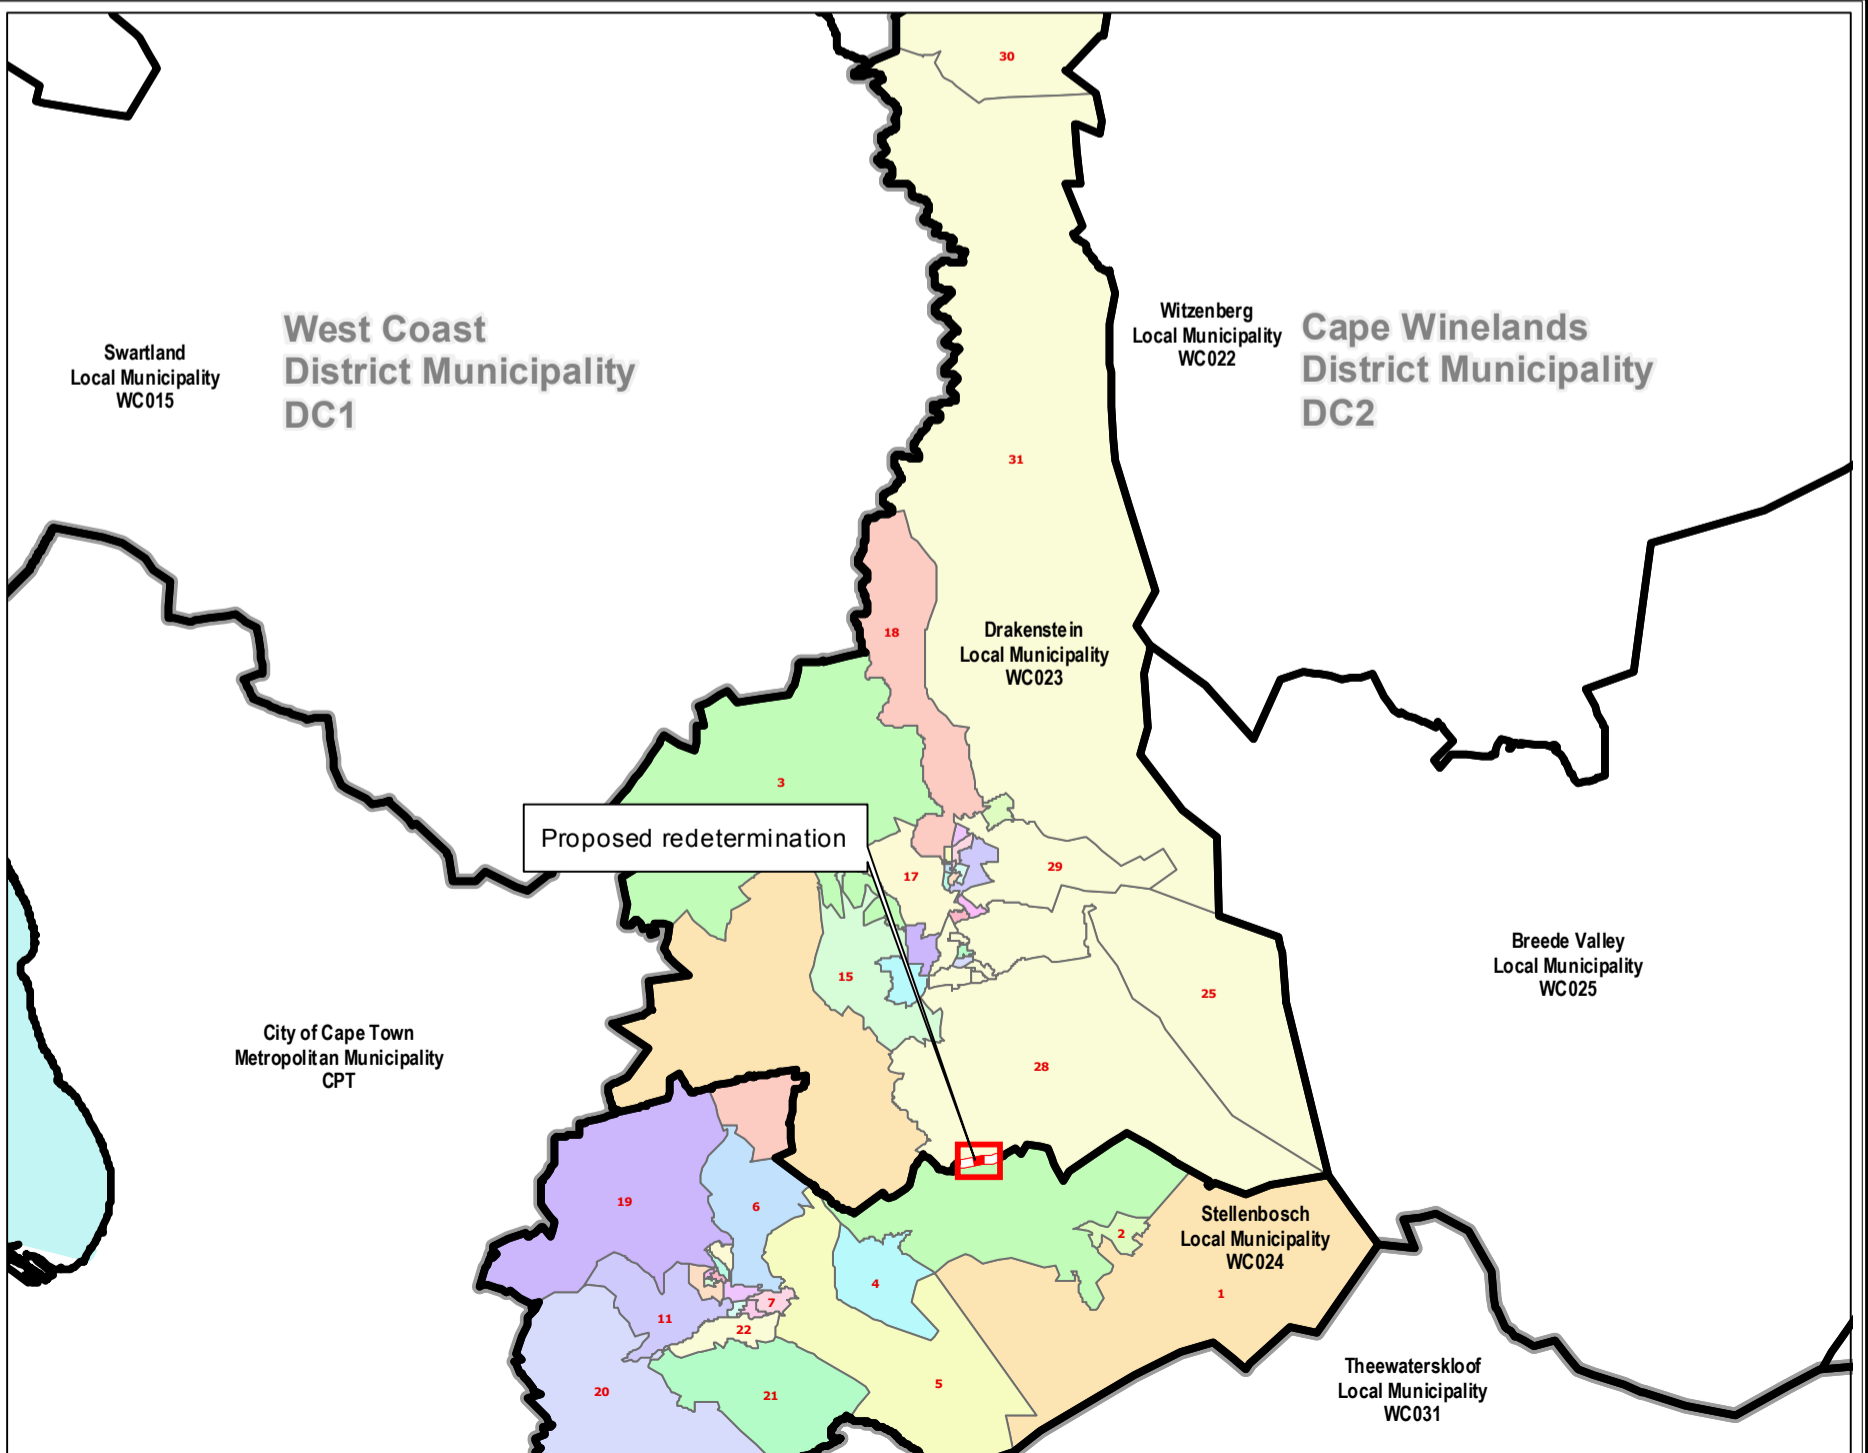 30
West Coast
District Municipality
DC1
Swartland
Local Municipality
WC015
Witzenberg
Local Municipality
WC022
Cape Winelands
District Municipality
DC2
31
18
Drakenstein
Local Municipality
WC023
3
Proposed redetermination
17
29
15
25
Breede Valley
Local Municipality
WC025
City of Cape Town
Metropolitan Municipality
CPT
28
19
6
2
Stellenbosch
Local Municipality
WC024
4
1
7
11
22
5
20
21
Theewaterskloof
Local Municipality
WC031